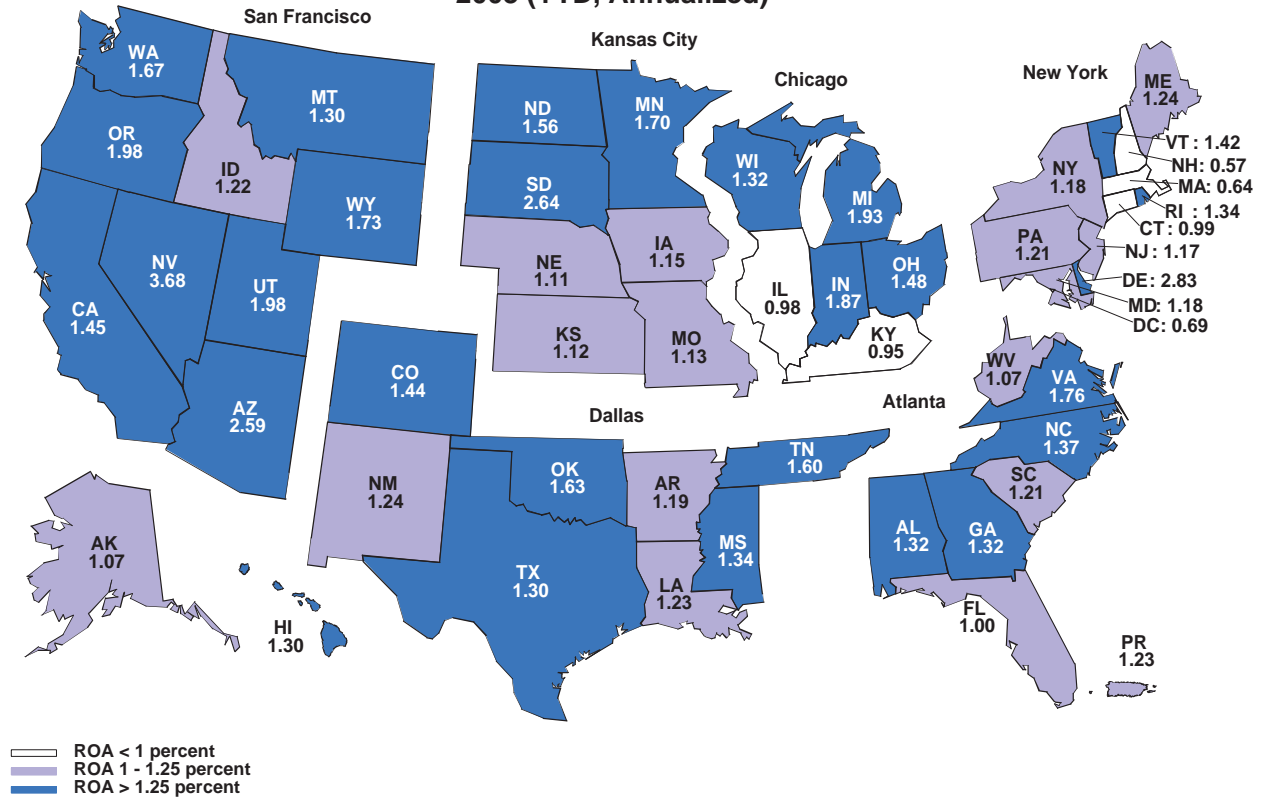 2005 (YTD, Annualized)
San Francisco
Kansas City
Chicago
New York
WA
1.67
MT
1.30
OR
1.98
ID
1.22
WY
1.73
NV
3.68
UT
1.98
CA
1.45
AZ
2.59
AK
1.07
HI
1.30
ND
1.56
MN
1.70
SD
2.64
NE
1.11
IA
1.15
KS
1.12
MO
1.13
WI
1.32
MI
1.93
IL
0.98
IN
1.87
OH
1.48
KY
0.95
ME
1.24
NY
1.18
PA
1.21
VT : 1.42
NH: 0.57
MA: 0.64
RI : 1.34
CT: 0.99
NJ : 1.17
DE: 2.83
MD: 1.18
DC: 0.69
Dallas
Atlanta
CO
1.44
NM
1.24
OK
1.63
TX
1.30
AR
1.19
LA
1.23
TN
1.60
MS
1.34
WV
1.07
VA
1.76
NC
1.37
SC
1.21
AL
1.32
GA
1.32
FL
1.00
PR
1.23
ROA < 1 percent
ROA 1 - 1.25 percent
ROA > 1.25 percent